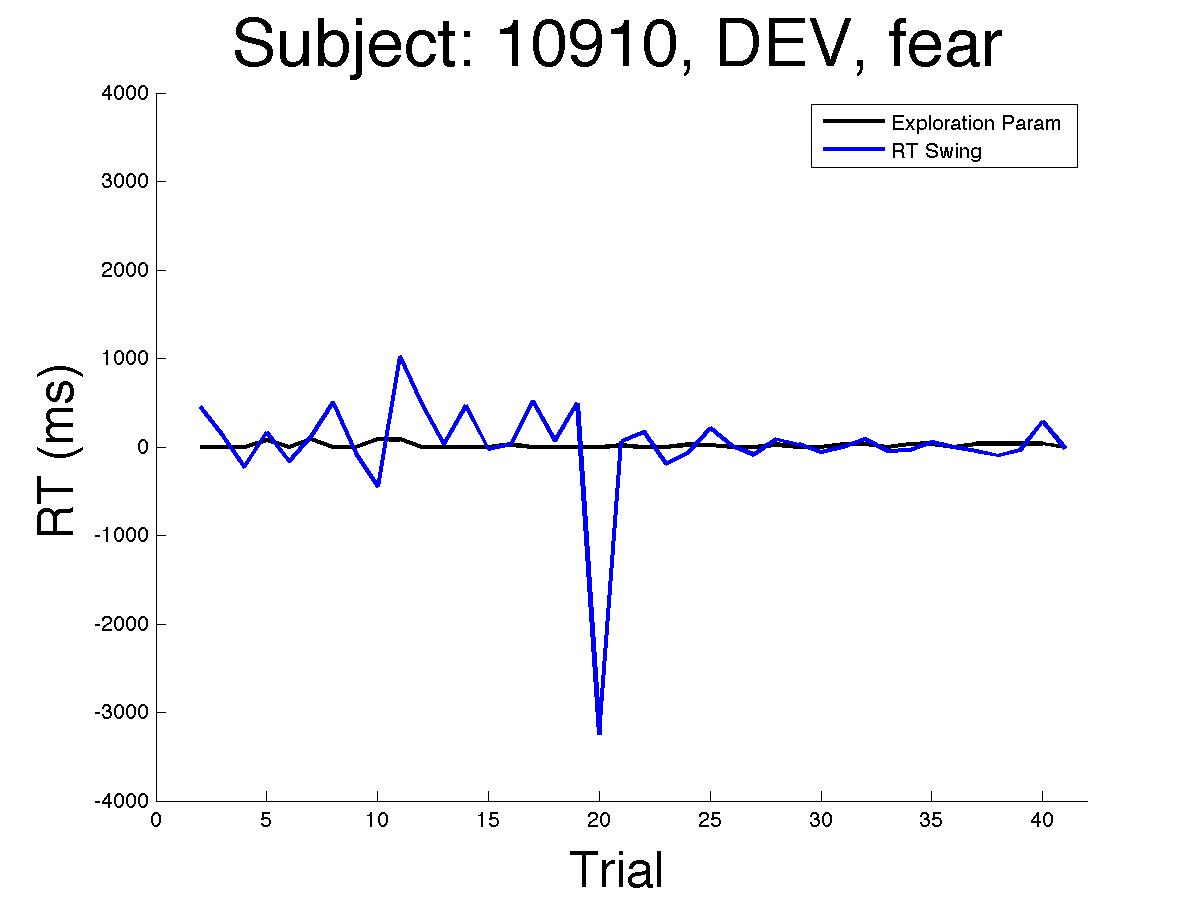 Subject: 10910, DEV, fear
4000
3000
2000
1000
0
-1000
-2000
-3000
-4000
RT (ms)
Exploration Param
RT Swing
0 5 10 15 20 25 30 35 40
Trial